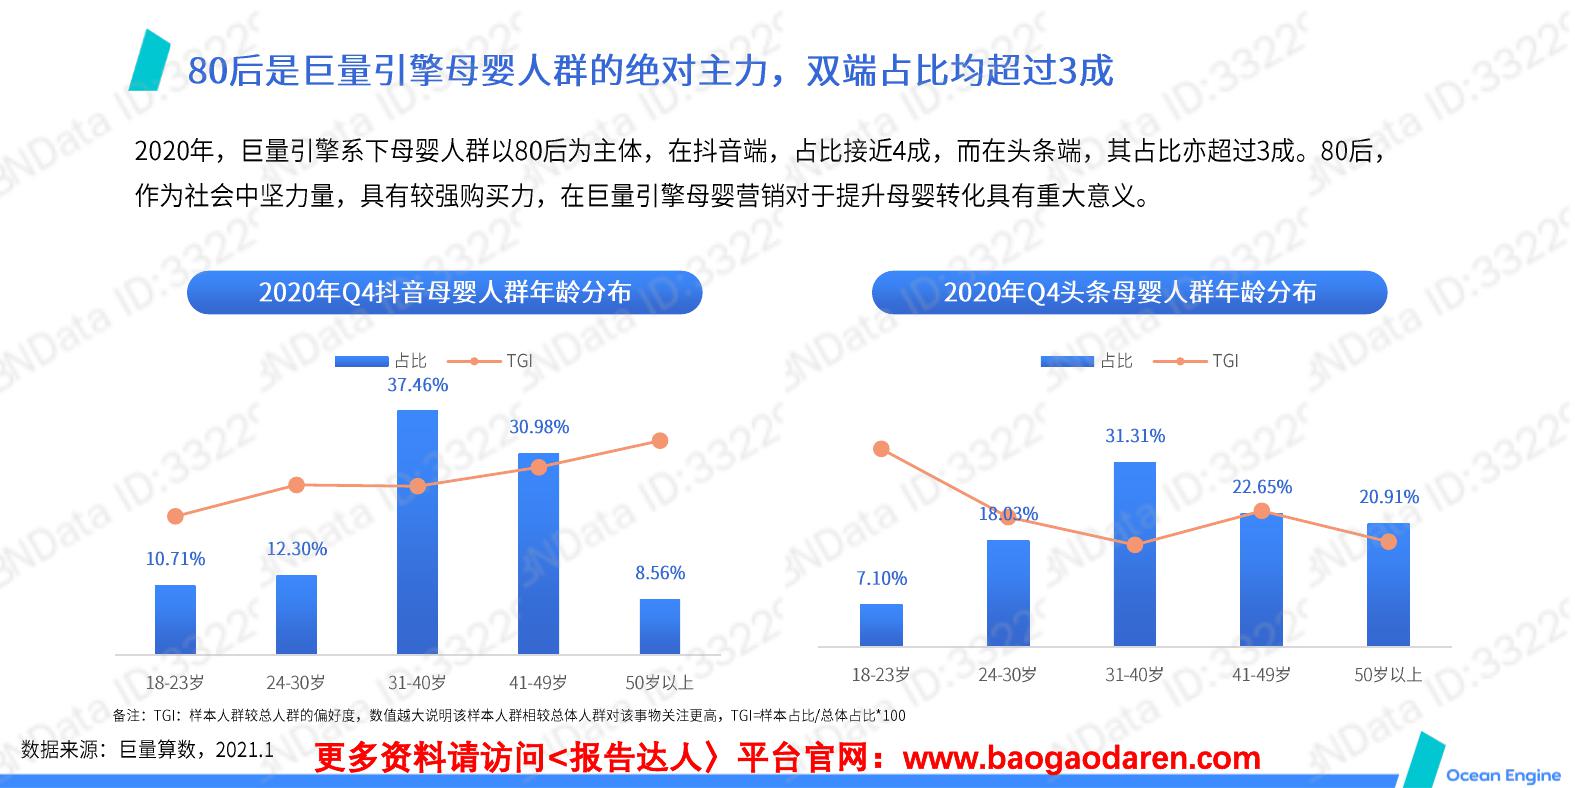 80后是巨量引擎母婴人群的绝对主力，双端占比均超过3成
2020年，巨量引擎系下母婴人群以80后为主体，在抖音端，占比接近4成，而在头条端，其占比亦超过3成。80后，
作为社会中坚力量，具有较强购买力，在巨量引擎母婴营销对于提升母婴转化具有重大意义。
2020年Q4抖音母婴人群年龄分布
占比 TGI
37.46%
30.98%
10.71%
12.30%
8.56%
18-23岁 24-30岁 31-40岁 41-49岁 50岁以上
2020年Q4头条母婴人群年龄分布
占比 TGI
31.31%
22.65%
20.91%
18.03%
7.10%
18-23岁 24-30岁 31-40岁 41-49岁 50岁以上
备注：TGI：样本人群较总人群的偏好度，数值越大说明该样本人群相较总体人群对该事物关注更高，TGI=样本占比/总体占比*100
数据来源：巨量算数，2021.1
更多资料请访问<报告达人〉平台官网：www.baogaodaren.com
Ocean Engine